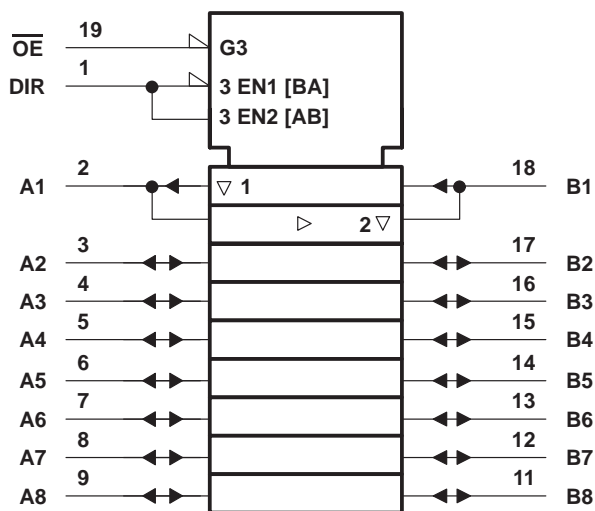 OE 19 G3
DIR 1 3 EN1 [BA]
3 EN2 [AB]
A1 2 ▽ 1 18 B1
▷ 2 ▽
A2 3 17 B2
A3 4 16 B3
A4 5 15 B4
A5 6 14 B5
A6 7 13 B6
A7 8 12 B7
A8 9 11 B8